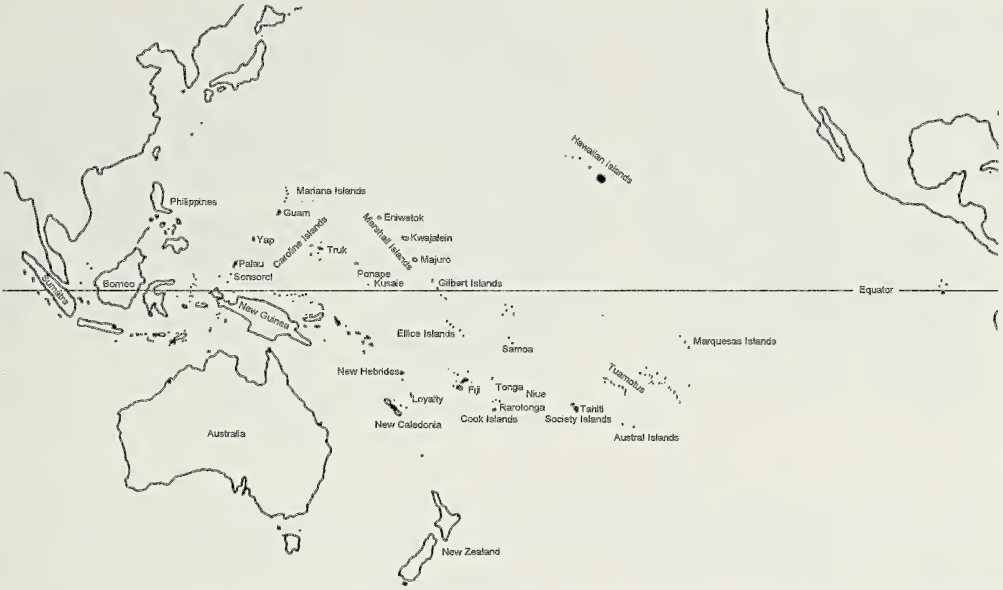 Hawaiian Islands
Mariana Islands
Philippines
Guam
Eniwetok
Marshall Islands
Caroline Islands
Yap
Kwajalein
Truk
Palau
Majuro
Sonsorol
Ponape
Sumatra
Borneo
Kusaie
Gilbert Islands
Equator
New Guinea
Ellice Islands
Samoa
Marquesas Islands
New Hebrides
Tuamotus
Fiji
Tonga
Niue
Loyalty
Rarotonga
Tahiti
New Caledonia
Cook Islands
Society Islands
Australia
Austral Islands
New Zealand